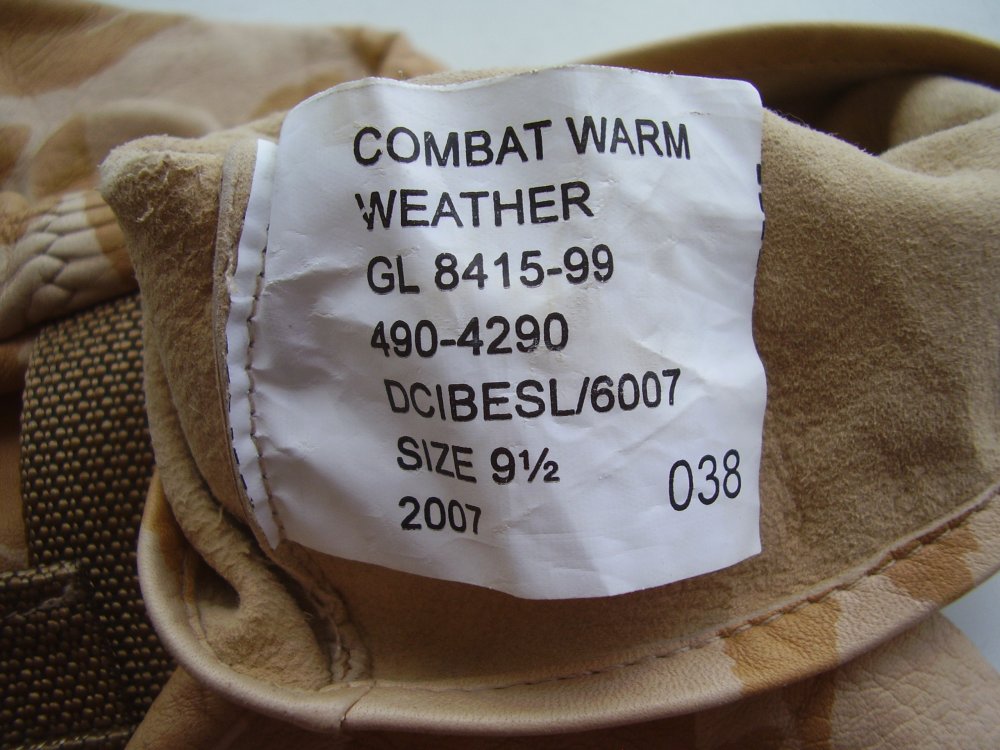 COMBAT WARM
WEATHER
GL 8415-99
490-4290
DCIBESL/6007
SIZE 9½
2007
038